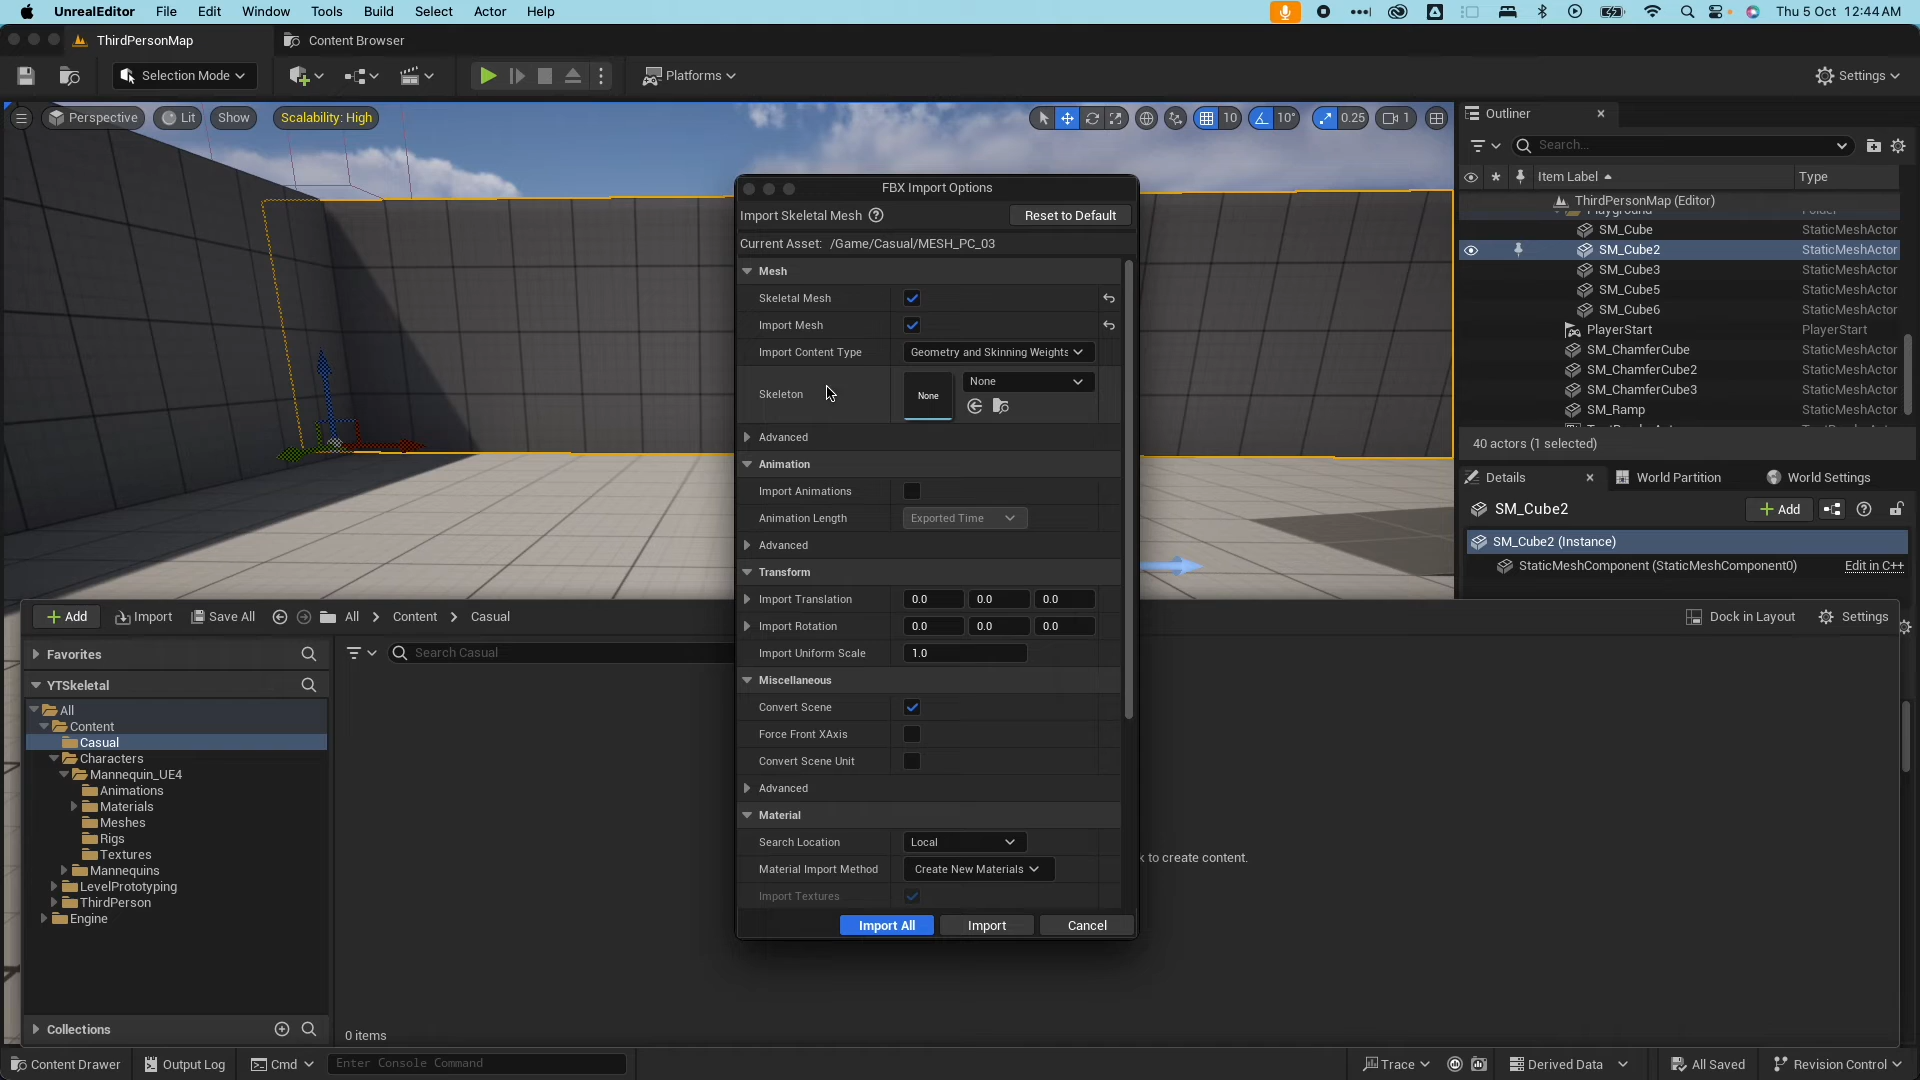 UnrealEditor File Edit Window Tools Build Select Actor Help Thu 5 Oct 12:44 AM
ThirdPersonMap Content Browser
Selection Mode Platforms Settings
Perspective Lit Show Scalability: High 10 10° 0.25 1
Outliner
Search...
Item Label Type
ThirdPersonMap (Editor)
SM_Cube StaticMeshActor
SM_Cube2 StaticMeshActor
SM_Cube3 StaticMeshActor
SM_Cube5 StaticMeshActor
SM_Cube6 StaticMeshActor
PlayerStart PlayerStart
SM_ChamferCube StaticMeshActor
SM_ChamferCube2 StaticMeshActor
SM_ChamferCube3 StaticMeshActor
SM_Ramp StaticMeshActor
40 actors (1 selected)
Details World Partition World Settings
SM_Cube2 Add
SM_Cube2 (Instance)
StaticMeshComponent (StaticMeshComponent0) Edit in C++
FBX Import Options
Import Skeletal Mesh Reset to Default
Current Asset: /Game/Casual/MESH_PC_03
Mesh
Skeletal Mesh
Import Mesh
Import Content Type Geometry and Skinning Weights
Skeleton None None
Advanced
Animation
Import Animations
Animation Length Exported Time
Advanced
Transform
Import Translation 0.0 0.0 0.0
Import Rotation 0.0 0.0 0.0
Import Uniform Scale 1.0
Miscellaneous
Convert Scene
Force Front XAxis
Convert Scene Unit
Advanced
Material
Search Location Local
Material Import Method Create New Materials
Import Textures
Import All Import Cancel
Add Import Save All All Content Casual Dock in Layout Settings
Favorites
Search Casual
YTSkeletal
All
Content
Casual
Characters
Mannequin_UE4
Animations
Materials
Meshes
Rigs
Textures
Mannequins
LevelPrototyping
ThirdPerson
Engine
to create content.
Collections
0 items
Content Drawer Output Log Cmd Enter Console Command Trace Derived Data All Saved Revision Control